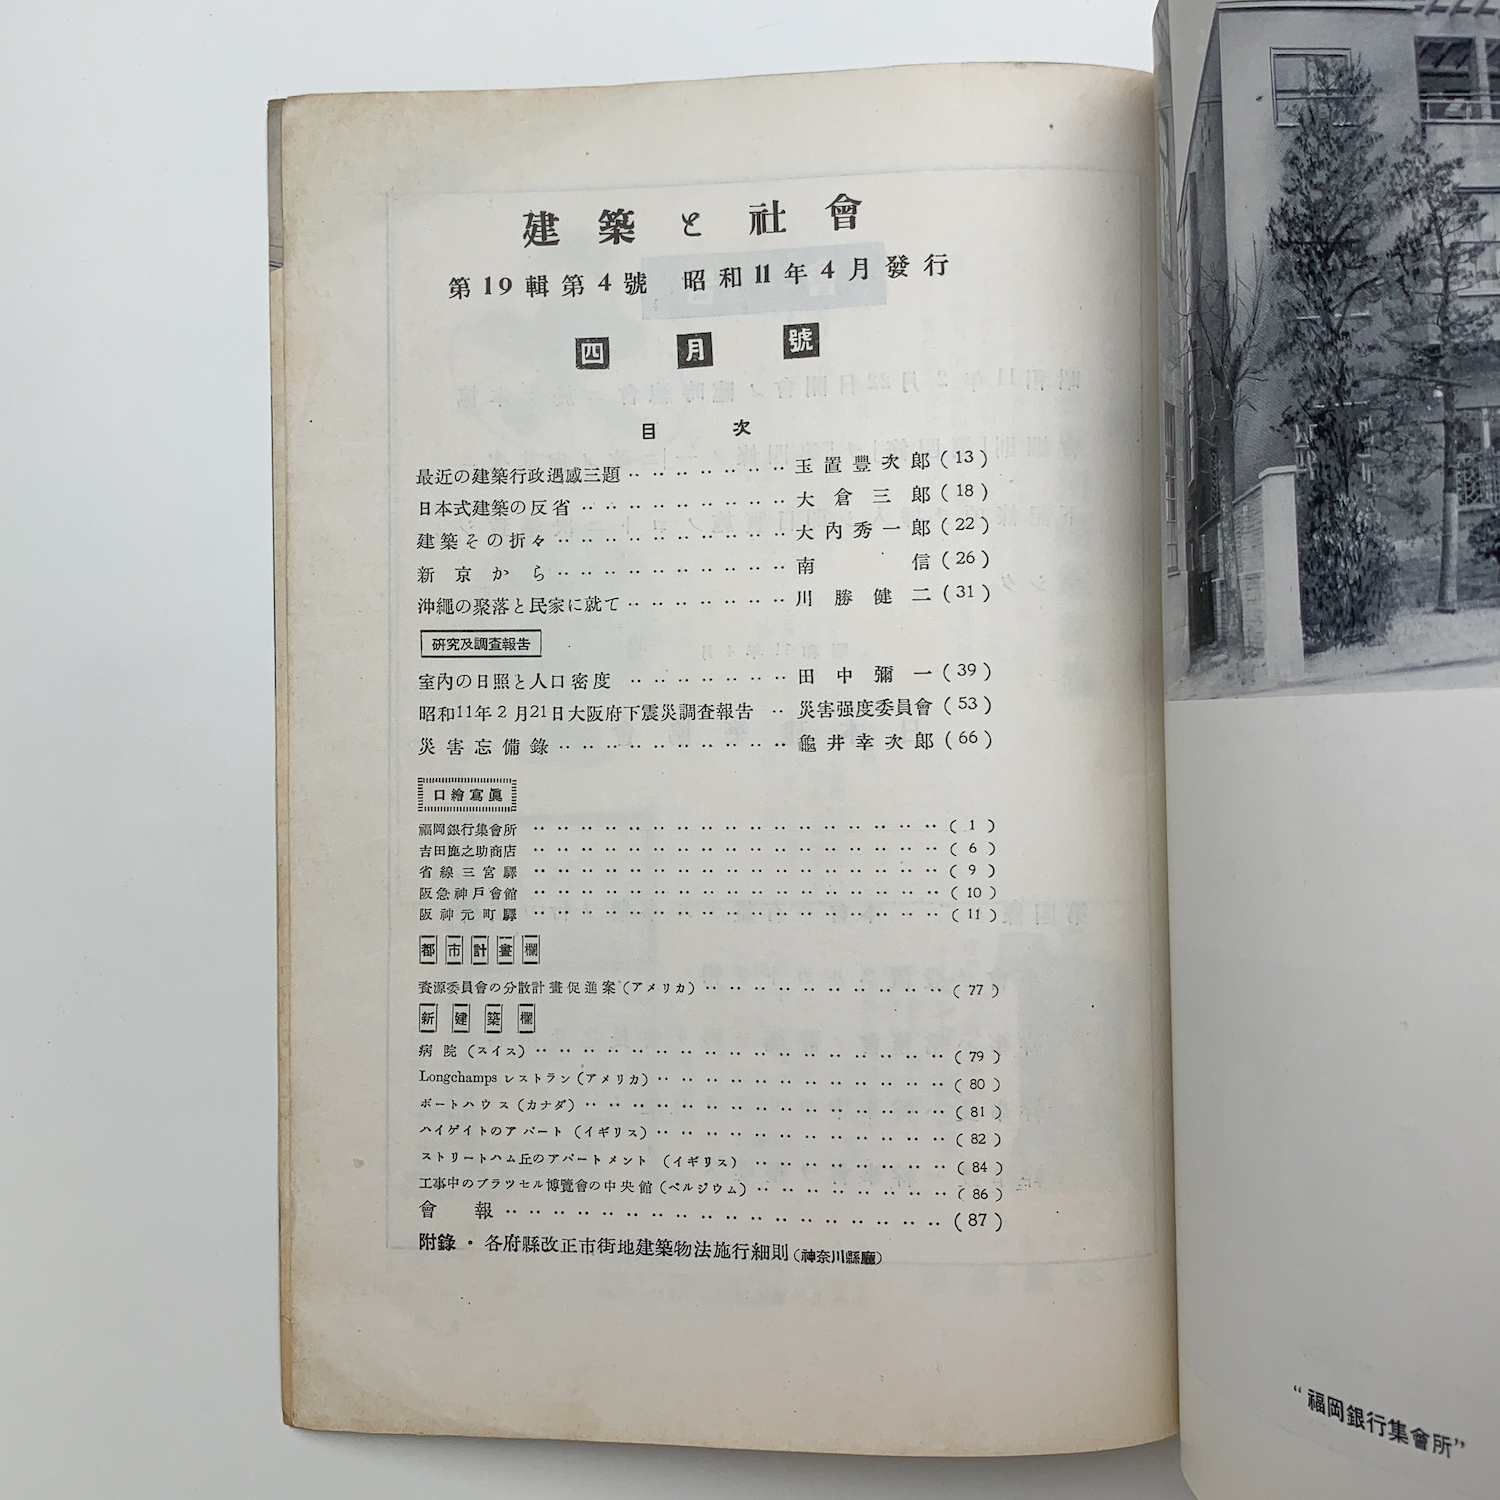 建築と社會
第19輯第4號 昭和11年4月發行
四月號
目次
最近の建築行政遇感三題 玉置豐次郎 (13)
日本式建築の反省 大倉三郎 (18)
建築その折々 大內秀一郎 (22)
新京から 南信 (26)
沖繩の聚落と民家に就て 川勝健二 (31)
研究及調査報告
室內の日照と人口密度 田中彌一 (39)
昭和11年2月21日大阪府下震災調査報告 災害强度委員會 (53)
災害忘備錄 龜井幸次郎 (66)
口繪寫眞
福岡銀行集會所 (1)
吉田鹿之助商店 (6)
省線三宮驛 (9)
阪急神戶會館 (10)
阪神元町驛 (11)
都市計畫欄
資源委員會の分散計畫促進案(アメリカ) (77)
新建築欄
病院(スイス) (79)
Longchamps レストラン(アメリカ) (80)
ボートハウス(カナダ) (81)
ハイゲイトのアパート(イギリス) (82)
ストリートハム丘のアパートメント(イギリス) (84)
工事中のブラツセル博覽會の中央館(ベルジウム) (86)
會報 (87)
附錄・各府縣改正市街地建築物法施行細則(神奈川縣廳)
“福岡銀行集會所”